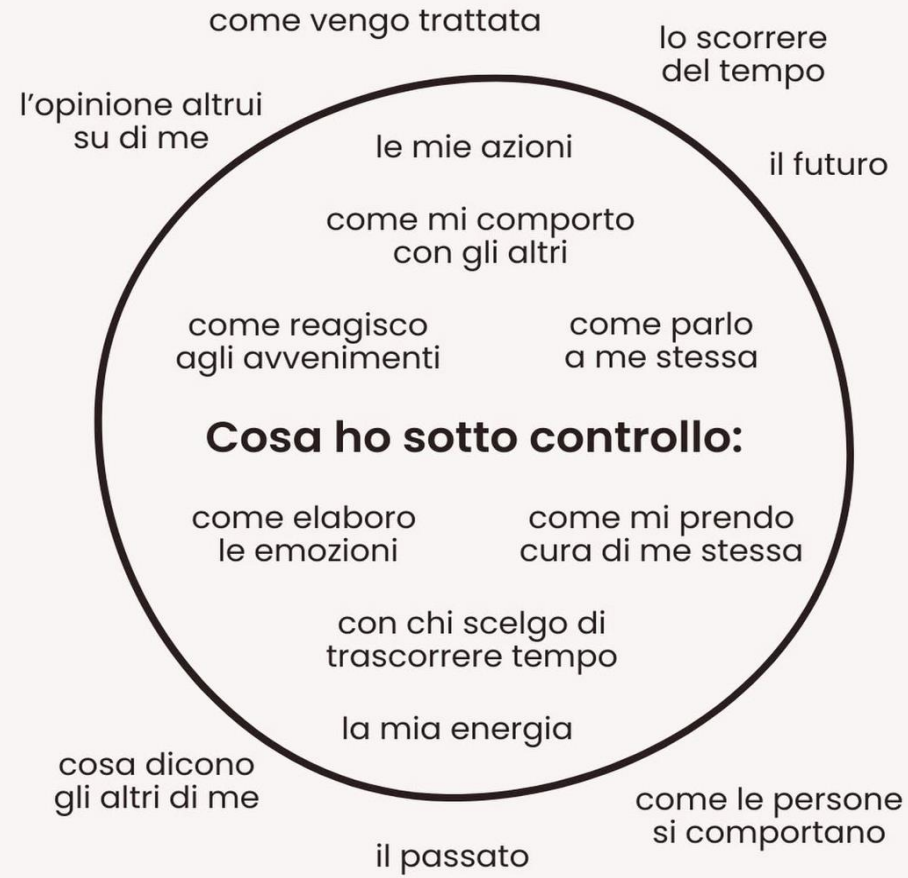 come vengo trattata
lo scorrere
del tempo
l’opinione altrui
su di me
le mie azioni
il futuro
come mi comporto
con gli altri
come reagisco
agli avvenimenti
come parlo
a me stessa
Cosa ho sotto controllo:
come elaboro
le emozioni
come mi prendo
cura di me stessa
con chi scelgo di
trascorrere tempo
la mia energia
cosa dicono
gli altri di me
come le persone
si comportano
il passato